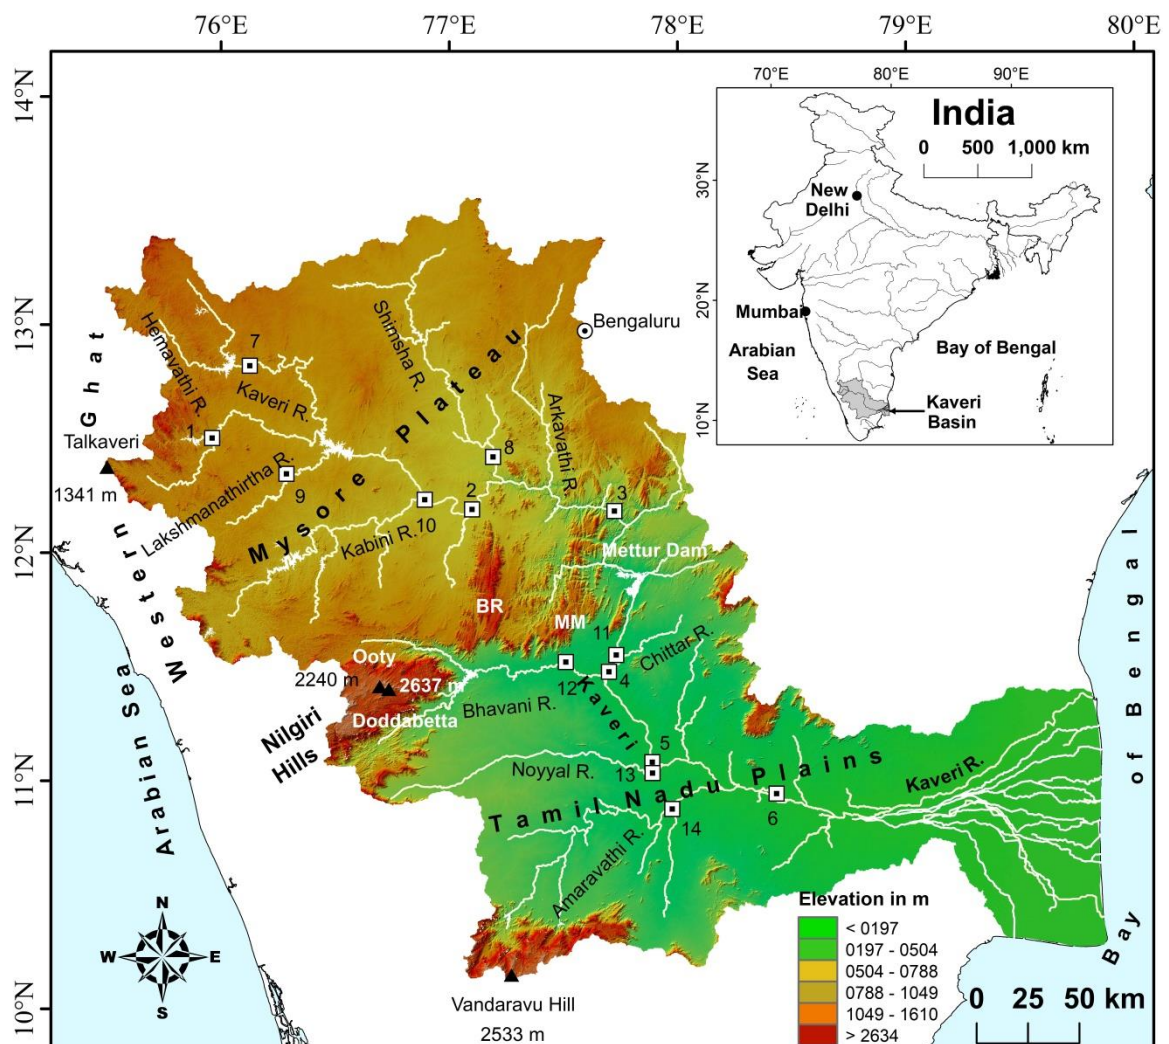 76°E 77°E 78°E 79°E 80°E
14°N
13°N
12°N
11°N
10°N
70°E 80°E 90°E
India
0 500 1,000 km
30°N
20°N
10°N
New
Delhi
Mumbai
Arabian
Sea
Bay of Bengal
Kaveri
Basin
Bengaluru
Shimsha R.
Hemavathi R.
7
Kaveri R.
Western Ghat
Talkaveri
1341 m
1
Lakshmanathirtha R.
9
Mysore Plateau
Arkavathi R.
8
2
3
10
Kabini R.
Mettur Dam
BR
MM
11
Chittar R.
Ooty
2240 m
2637 m
Doddabetta
Nilgiri
Hills
12
4
Bhavani R.
Kaveri
5
Noyyal R.
13
Tamil Nadu Plains
6
Kaveri R.
14
Amaravathi R.
Arabian Sea
Bay of Bengal
N
W E
S
Vandaravu Hill
2533 m
Elevation in m
< 0197
0197 - 0504
0504 - 0788
0788 - 1049
1049 - 1610
> 2634
0 25 50 km